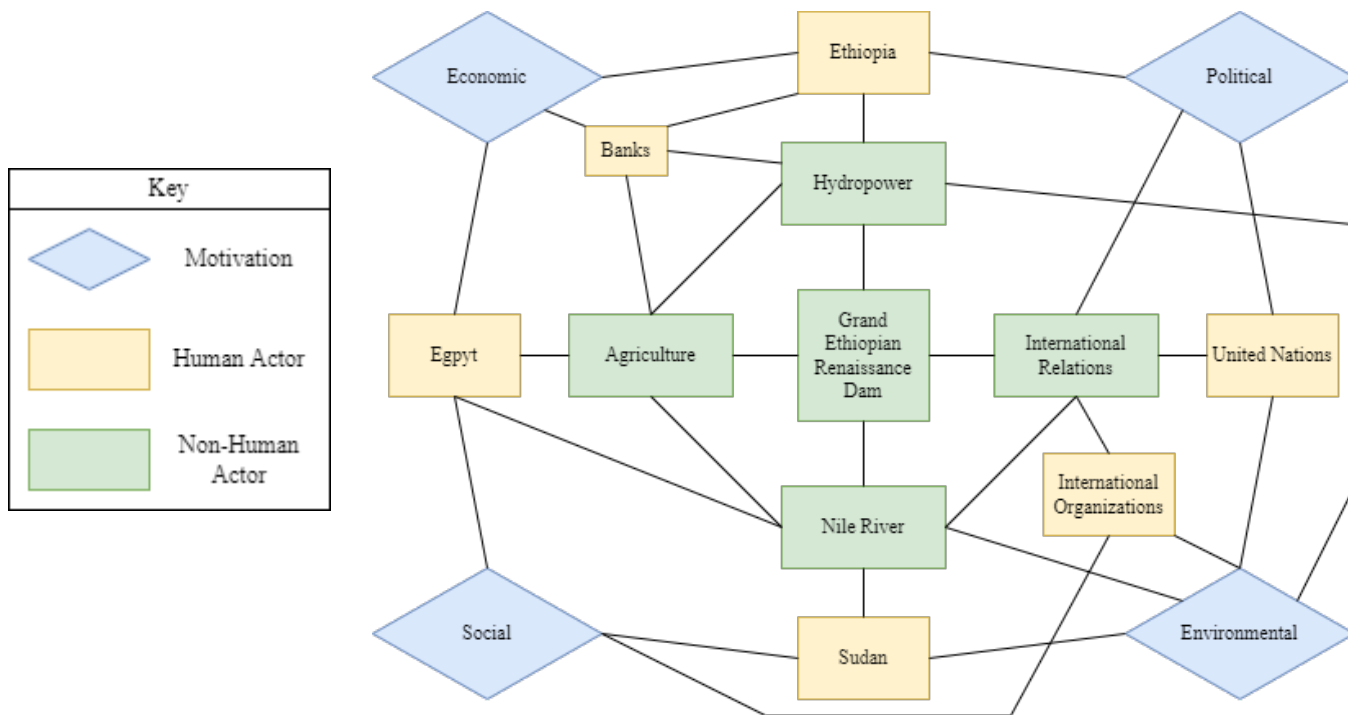 Key
Motivation
Human Actor
Non-Human
Actor
Economic
Ethiopia
Political
Banks
Hydropower
Egpyt
Agriculture
Grand
Ethiopian
Renaissance
Dam
International
Relations
United Nations
International
Organizations
Nile River
Social
Sudan
Environmental